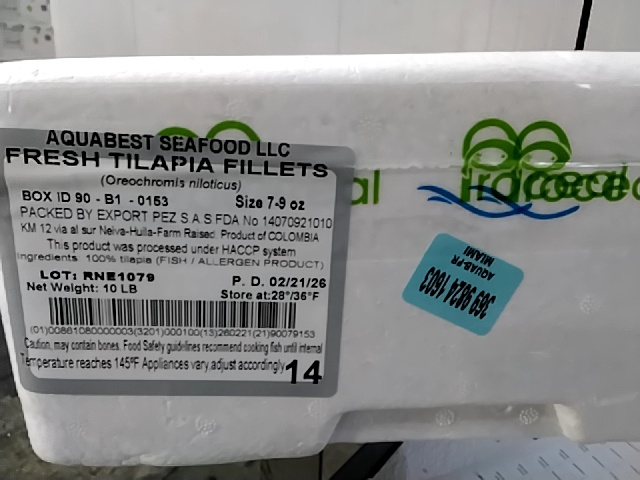 AQUABEST SEAFOOD LLC
FRESH TILAPIA FILLETS
(Oreochromis niloticus)
BOX ID 90 - B1 - 0153 Size 7-9 oz
PACKED BY EXPORT PEZ S A S FDA No 14070921010
KM 12 via al sur Neiva-Huila-Farm Raised. Product of COLOMBIA
This product was processed under HACCP system
Ingredients 100% tilapia (FISH / ALLERGEN PRODUCT)
LOT: RNE1079 P. D. 02/21/26
Net Weight: 10 LB Store at:28°/36°F
(01)00861080000003(3201)000100(13)260221(21)90079153
Caution, may contain bones. Food Safety guidelines recommend cooking fish until internal
Temperature reaches 145ºF Appliances vary,adjust accordingly
14
AQUA-PR
MIAMI
369 9824 1603